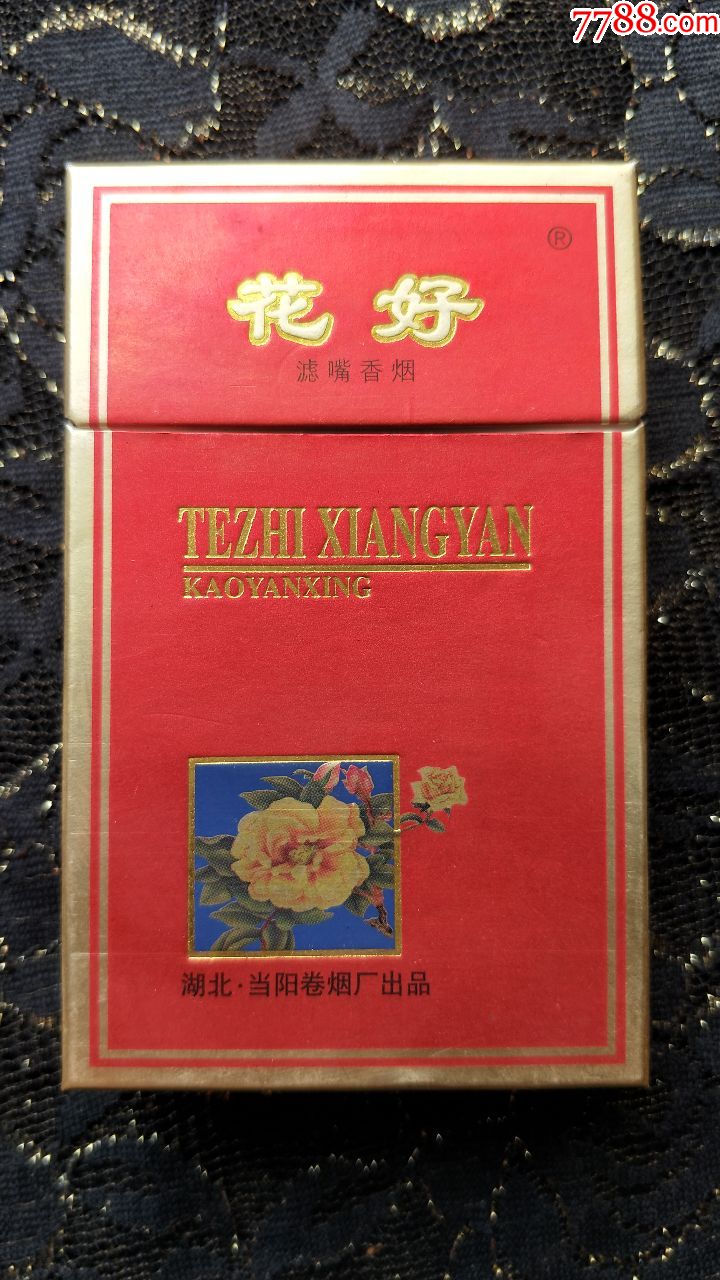 7788.com
®
花好
滤嘴香烟
TEZHI XIANGYAN
KAOYANXING
湖北·当阳卷烟厂出品